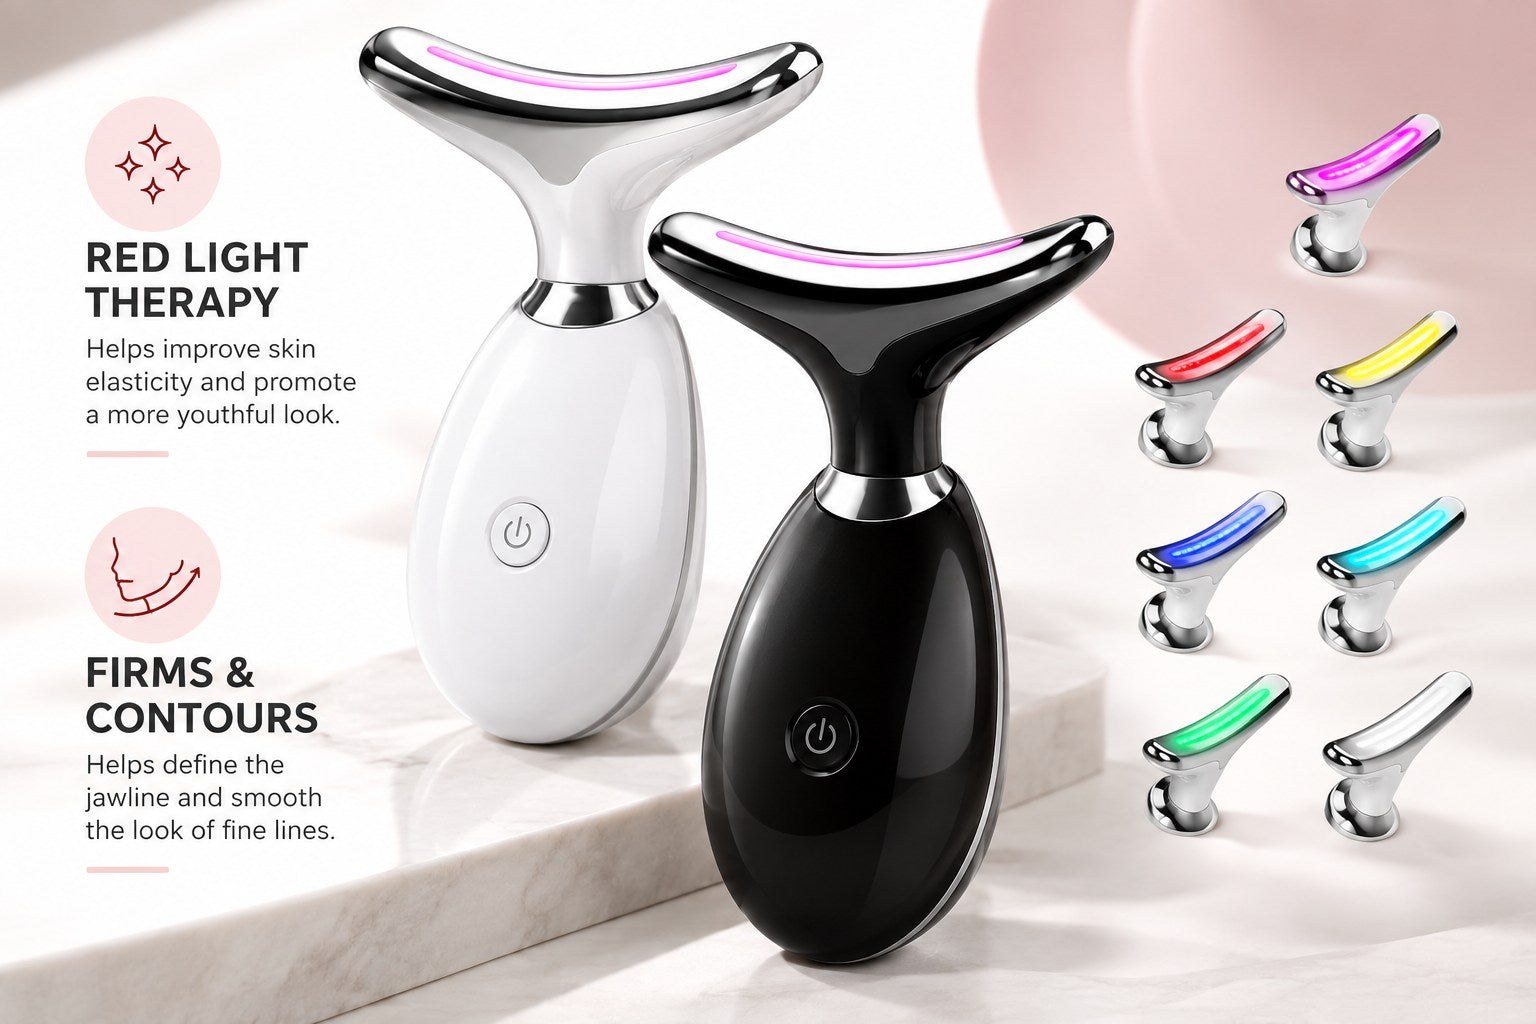 RED LIGHT
THERAPY
Helps improve skin
elasticity and promote
a more youthful look.
FIRMS &
CONTOURS
Helps define the
jawline and smooth
the look of fine lines.